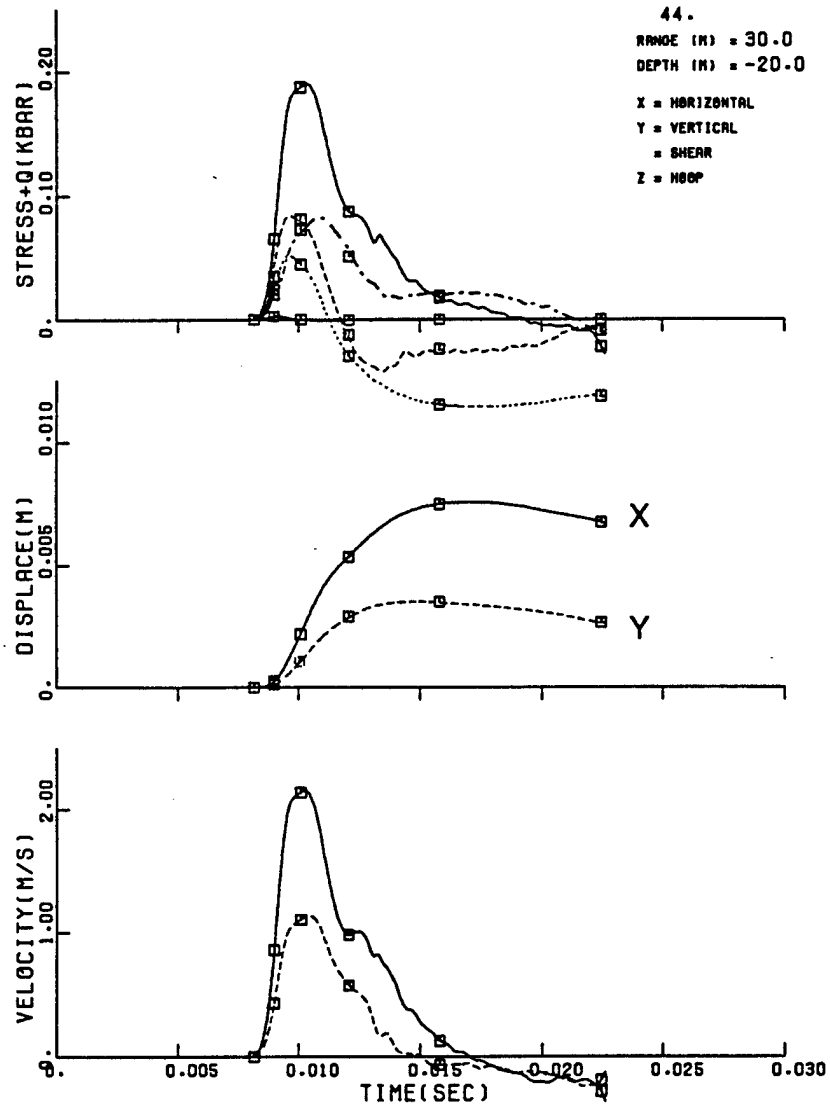 44.
RANGE (M) = 30.0
DEPTH (M) = -20.0
X = HORIZONTAL
Y = VERTICAL
= SHEAR
Z = HOOP
STRESS+Q(KBAR)
0.20
0.10
0.
DISPLACE(M)
0.010
0.005
0.
X
Y
VELOCITY(M/S)
2.00
1.00
0.
0. 0.005 0.010 0.015 0.020 0.025 0.030
TIME(SEC)